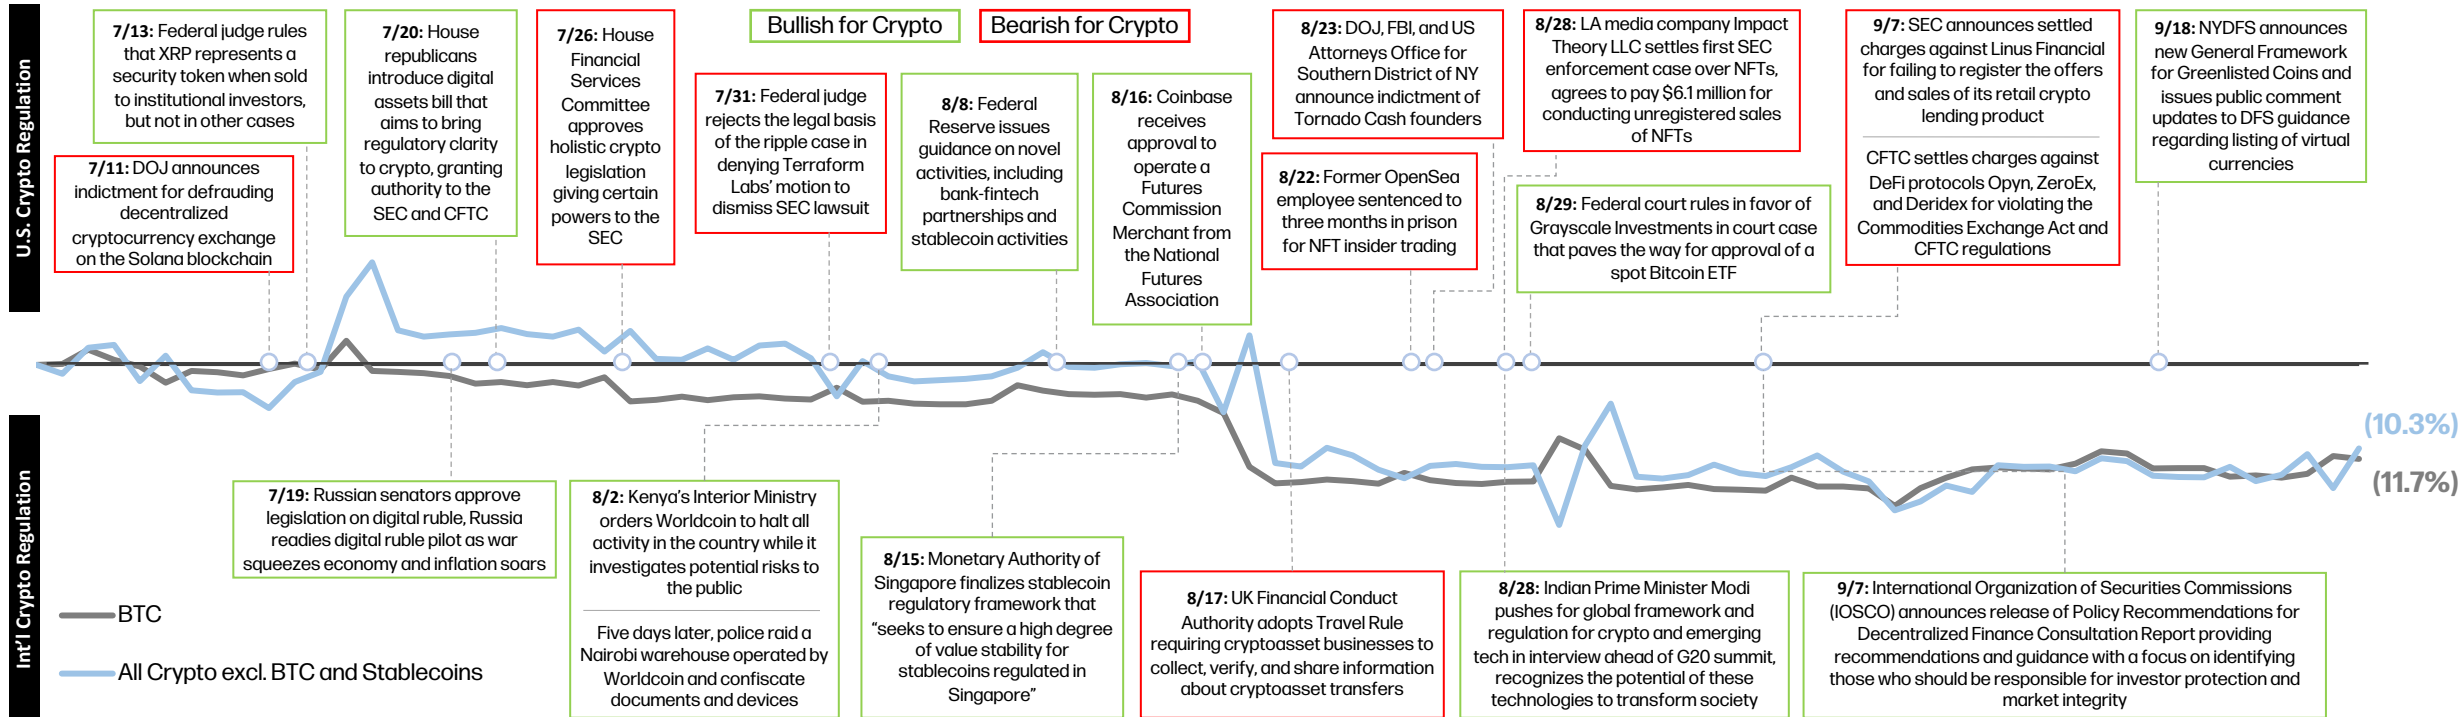 U.S. Crypto Regulation
Bullish for Crypto
Bearish for Crypto
7/11: DOJ announces
indictment for defrauding
decentralized
cryptocurrency exchange
on the Solana blockchain
7/13: Federal judge rules
that XRP represents a
security token when sold
to institutional investors,
but not in other cases
7/20: House
republicans
introduce digital
assets bill that
aims to bring
regulatory clarity
to crypto, granting
authority to the
SEC and CFTC
7/26: House
Financial
Services
Committee
approves
holistic crypto
legislation
giving certain
powers to the
SEC
7/31: Federal judge
rejects the legal basis
of the ripple case in
denying Terraform
Labs' motion to
dismiss SEC lawsuit
8/8: Federal
Reserve issues
guidance on novel
activities, including
bank-fintech
partnerships and
stablecoin activities
8/16: Coinbase
receives
approval to
operate a
Futures
Commission
Merchant from
the National
Futures
Association
8/23: DOJ, FBI, and US
Attorneys Office for
Southern District of NY
announce indictment of
Tornado Cash founders
8/22: Former OpenSea
employee sentenced to
three months in prison
for NFT insider trading
8/28: LA media company Impact
Theory LLC settles first SEC
enforcement case over NFTs,
agrees to pay $6.1 million for
conducting unregistered sales
of NFTs
8/29: Federal court rules in favor of
Grayscale Investments in court case
that paves the way for approval of a
spot Bitcoin ETF
9/7: SEC announces settled
charges against Linus Financial
for failing to register the offers
and sales of its retail crypto
lending product
CFTC settles charges against
DeFi protocols Opyn, ZeroEx,
and Deridex for violating the
Commodities Exchange Act and
CFTC regulations
9/18: NYDFS announces
new General Framework
for Greenlisted Coins and
issues public comment
updates to DFS guidance
regarding listing of virtual
currencies
(10.3%)
(11.7%)
Int'l Crypto Regulation
BTC
All Crypto excl. BTC and Stablecoins
7/19: Russian senators approve
legislation on digital ruble, Russia
readies digital ruble pilot as war
squeezes economy and inflation soars
8/2: Kenya's Interior Ministry
orders Worldcoin to halt all
activity in the country while it
investigates potential risks to
the public
Five days later, police raid a
Nairobi warehouse operated by
Worldcoin and confiscate
documents and devices
8/15: Monetary Authority of
Singapore finalizes stablecoin
regulatory framework that
"seeks to ensure a high degree
of value stability for
stablecoins regulated in
Singapore"
8/17: UK Financial Conduct
Authority adopts Travel Rule
requiring cryptoasset businesses to
collect, verify, and share information
about cryptoasset transfers
8/28: Indian Prime Minister Modi
pushes for global framework and
regulation for crypto and emerging
tech in interview ahead of G20 summit,
recognizes the potential of these
technologies to transform society
9/7: International Organization of Securities Commissions
(IOSCO) announces release of Policy Recommendations for
Decentralized Finance Consultation Report providing
recommendations and guidance with a focus on identifying
those who should be responsible for investor protection and
market integrity